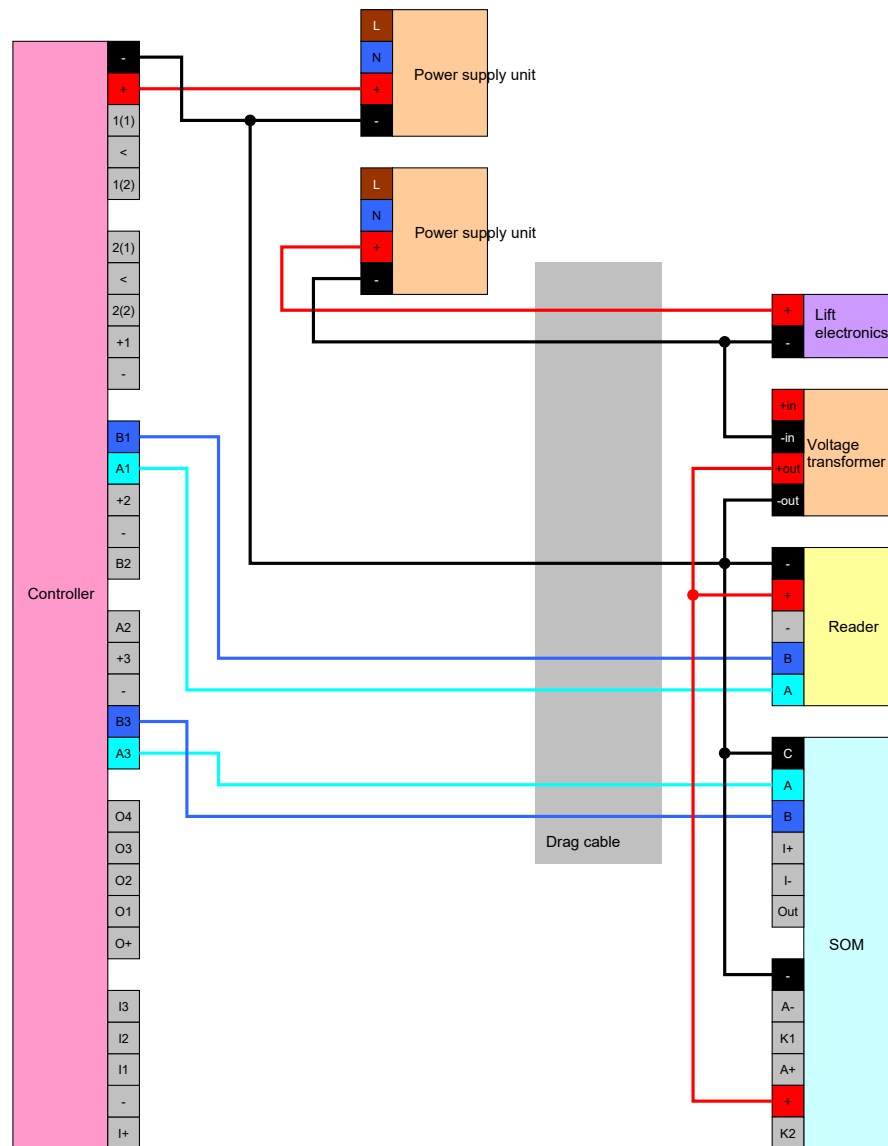 Controller
-
+
1(1)
<
1(2)
2(1)
<
2(2)
+1
-
B1
A1
+2
-
B2
A2
+3
-
B3
A3
O4
O3
O2
O1
O+
I3
I2
I1
-
I+
L
N
+
-
Power supply unit
L
N
+
-
Power supply unit
Drag cable
+
-
Lift
electronics
+in
-in
+out
-out
Voltage
transformer
-
+
-
B
A
Reader
C
A
B
I+
I-
Out
-
A-
K1
A+
+
K2
SOM